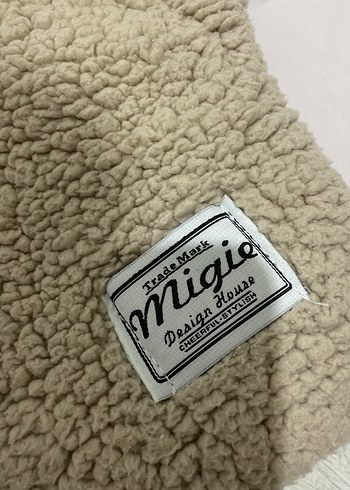 Trade Mark
Migie
Design House
CHEERFUL·STYLISH